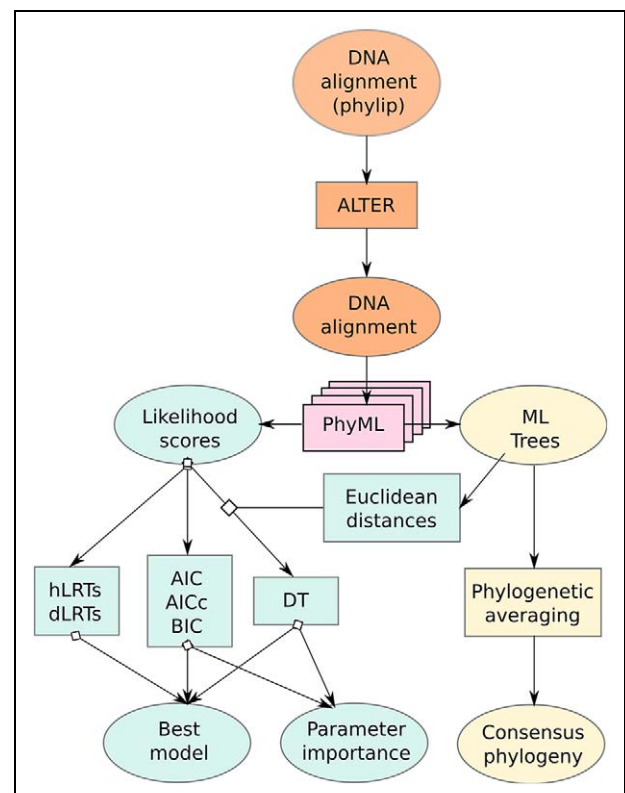 DNA
alignment
(phylip)
ALTER
DNA
alignment
Likelihood
scores
PhyML
ML
Trees
Euclidean
distances
hLRTs
dLRTs
AIC
AICc
BIC
DT
Phylogenetic
averaging
Best
model
Parameter
importance
Consensus
phylogeny